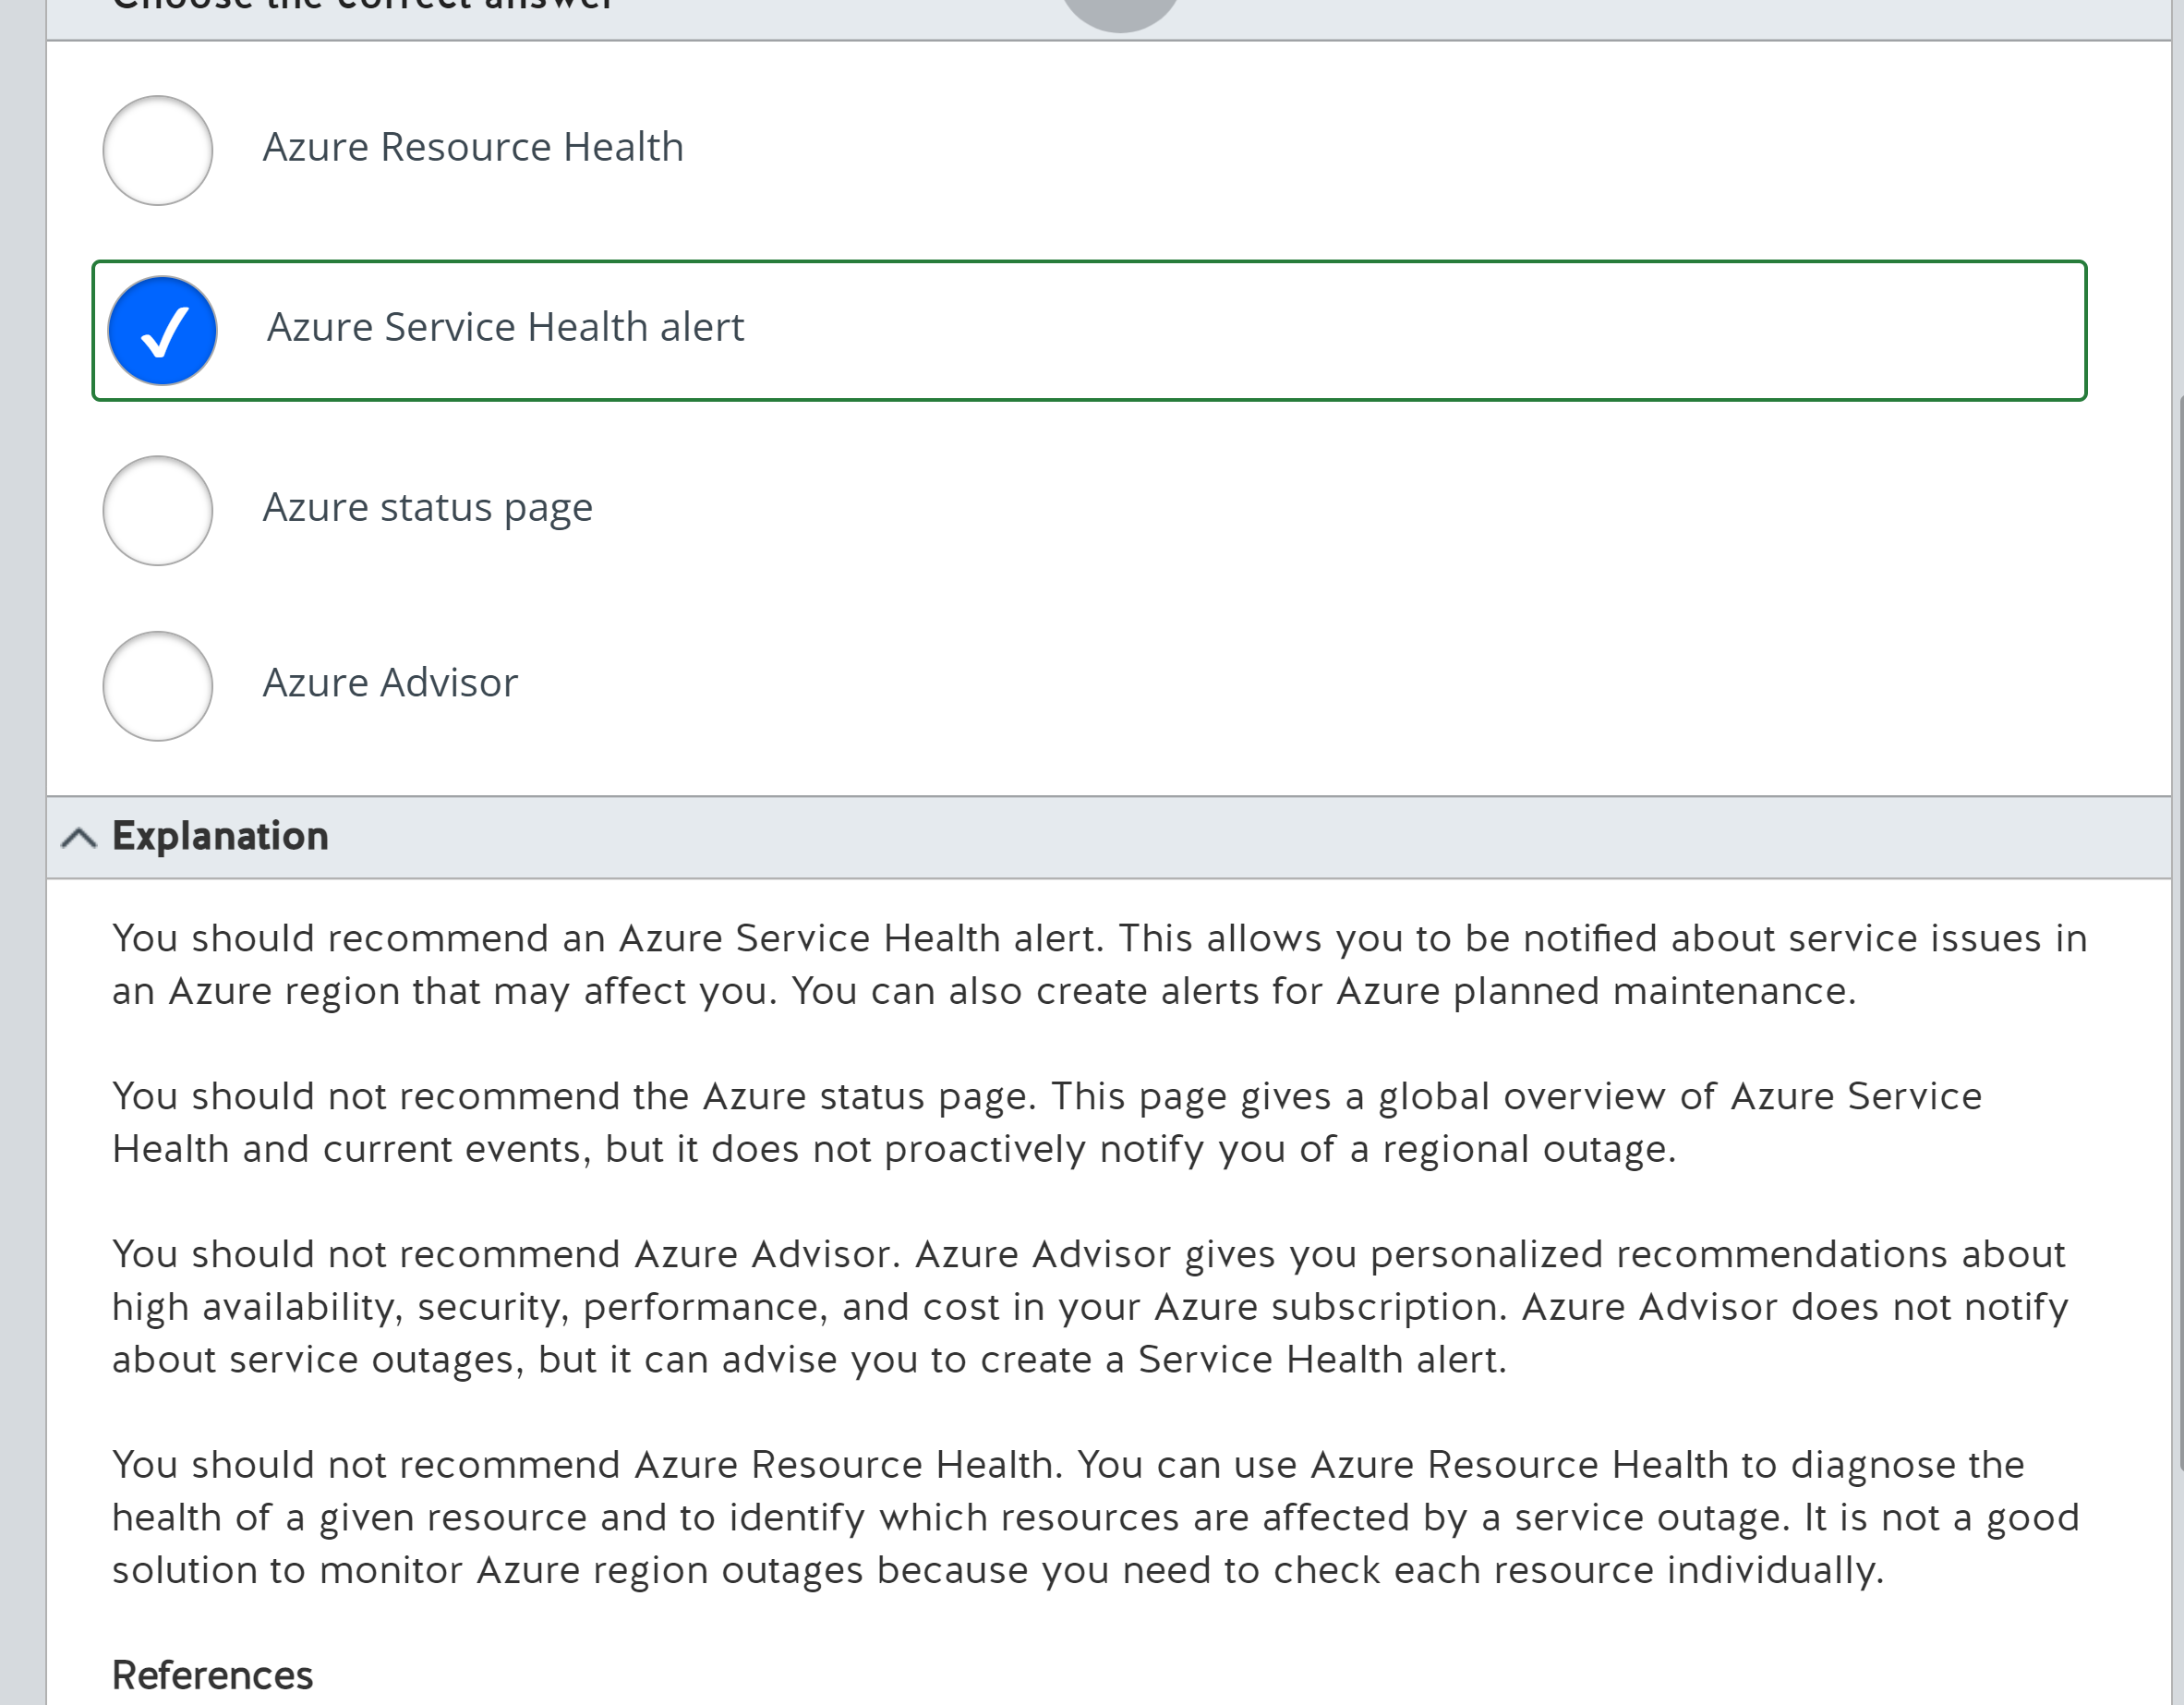 Choose the correct answer
Azure Resource Health
Azure Service Health alert
Azure status page
Azure Advisor
Explanation
You should recommend an Azure Service Health alert. This allows you to be notified about service issues in
an Azure region that may affect you. You can also create alerts for Azure planned maintenance.
You should not recommend the Azure status page. This page gives a global overview of Azure Service
Health and current events, but it does not proactively notify you of a regional outage.
You should not recommend Azure Advisor. Azure Advisor gives you personalized recommendations about
high availability, security, performance, and cost in your Azure subscription. Azure Advisor does not notify
about service outages, but it can advise you to create a Service Health alert.
You should not recommend Azure Resource Health. You can use Azure Resource Health to diagnose the
health of a given resource and to identify which resources are affected by a service outage. It is not a good
solution to monitor Azure region outages because you need to check each resource individually.
References